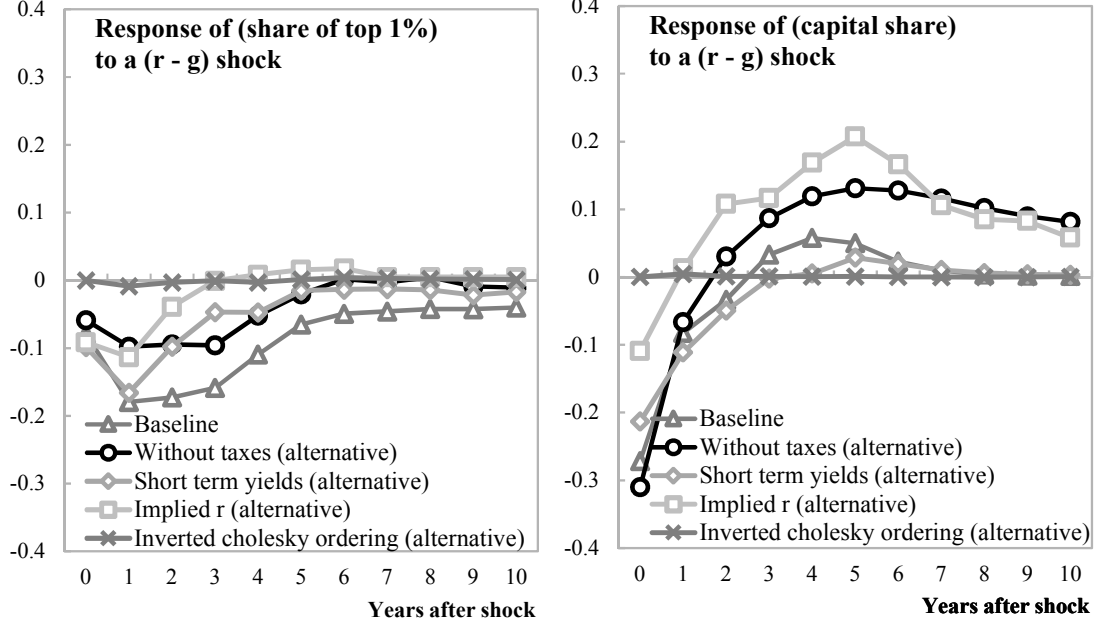 Response of (share of top 1%)
to a (r - g) shock
0.4
0.3
0.2
0.1
0
-0.1
-0.2
-0.3
-0.4
Baseline
Without taxes (alternative)
Short term yields (alternative)
Implied r (alternative)
Inverted cholesky ordering (alternative)
0 1 2 3 4 5 6 7 8 9 10
Years after shock
Response of (capital share)
to a (r - g) shock
0.4
0.3
0.2
0.1
0
-0.1
-0.2
-0.3
-0.4
Baseline
Without taxes (alternative)
Short term yields (alternative)
Implied r (alternative)
Inverted cholesky ordering (alternative)
0 1 2 3 4 5 6 7 8 9 10
Years after shock